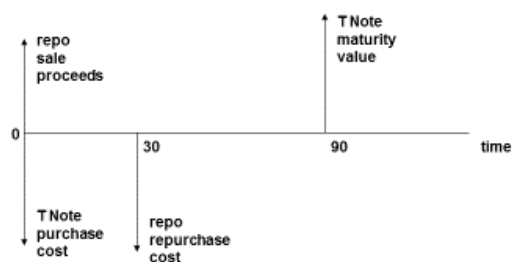 repo
sale
proceeds
T Note
maturity
value
0
30
90
time
T Note
purchase
cost
repo
repurchase
cost